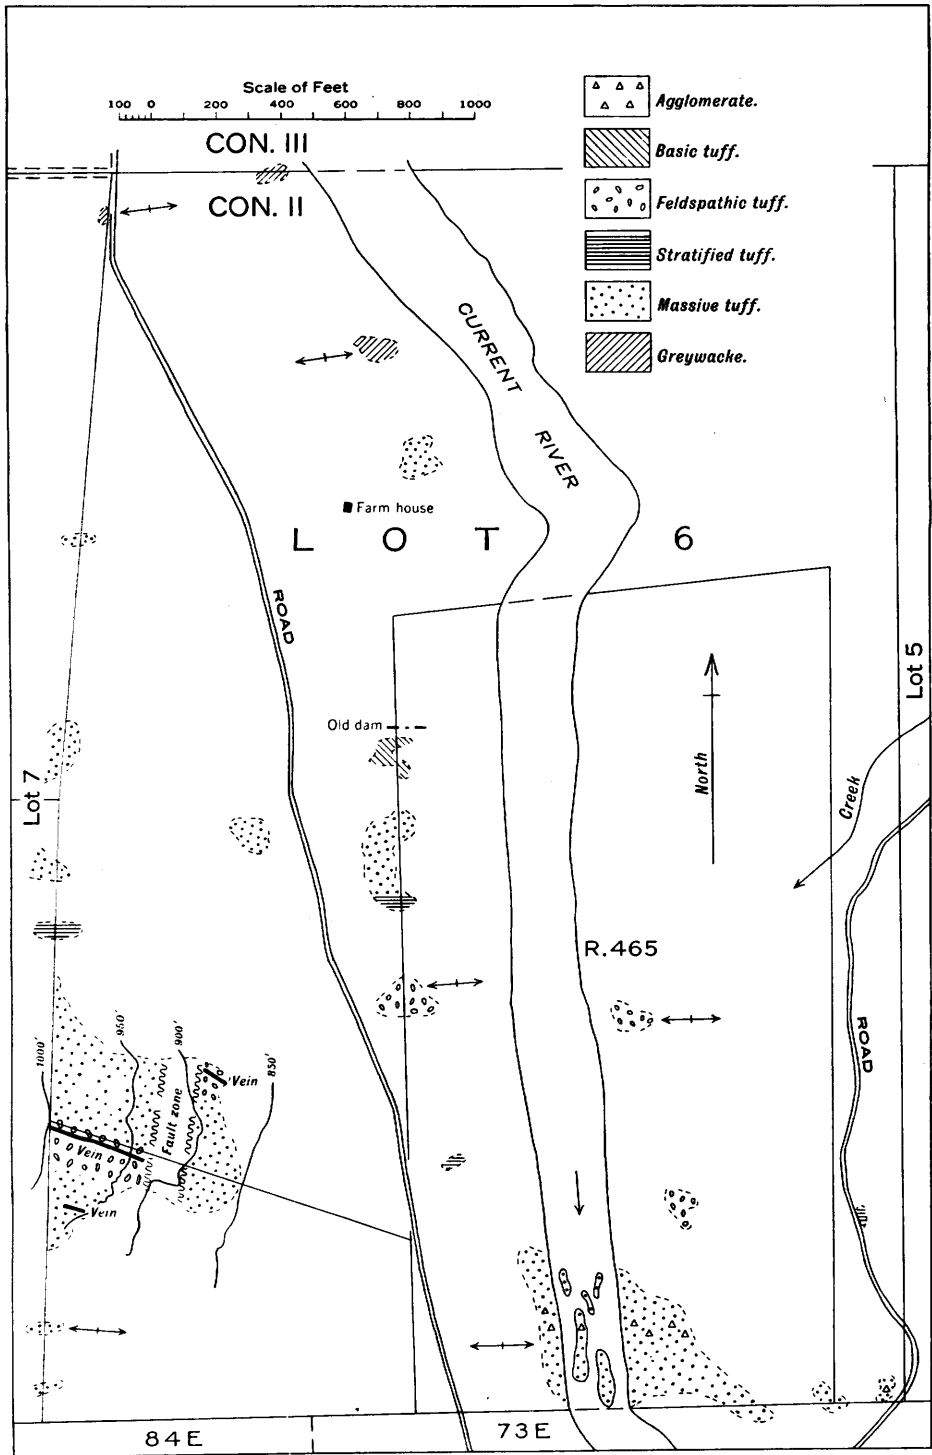 Scale of Feet
100 0 200 400 600 800 1000
CON. III
CON. II
Agglomerate.
Basic tuff.
Feldspathic tuff.
Stratified tuff.
Massive tuff.
Greywacke.
CURRENT RIVER
Farm house
LOT 6
ROAD
Lot 5
Old dam
North
Lot 7
Creek
R.465
ROAD
1000'
950'
900'
850'
Vein
Fault zone
Vein
Vein
84E
73E